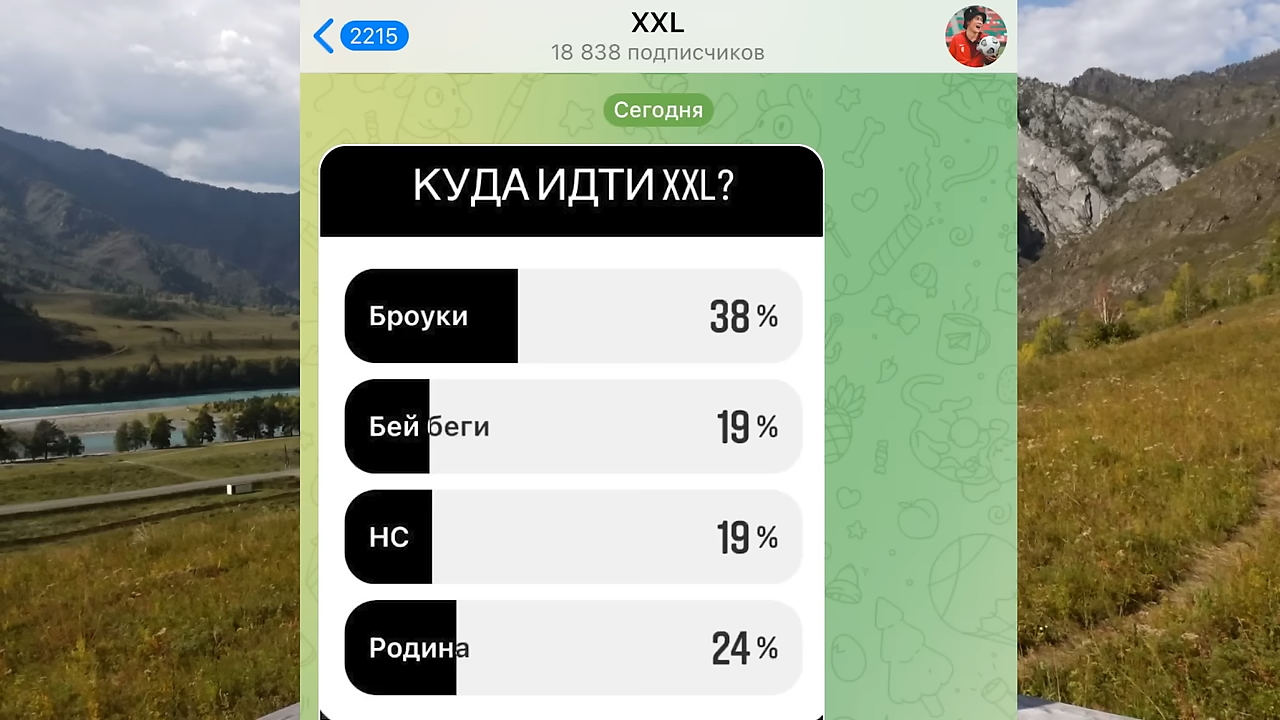 2215
XXL
18 838 подписчиков
Сегодня
КУДА ИДТИ XXL?
Броуки 38 %
Бей беги 19 %
НС 19 %
Родина 24 %